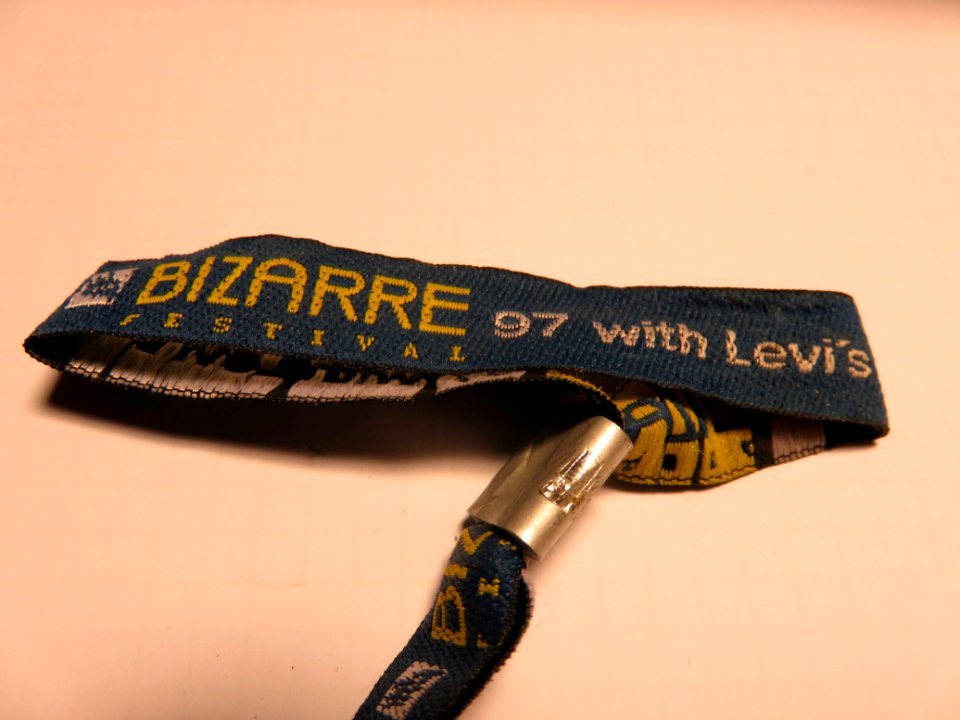 BIZARRE
FESTIVAL
97 with Levi's